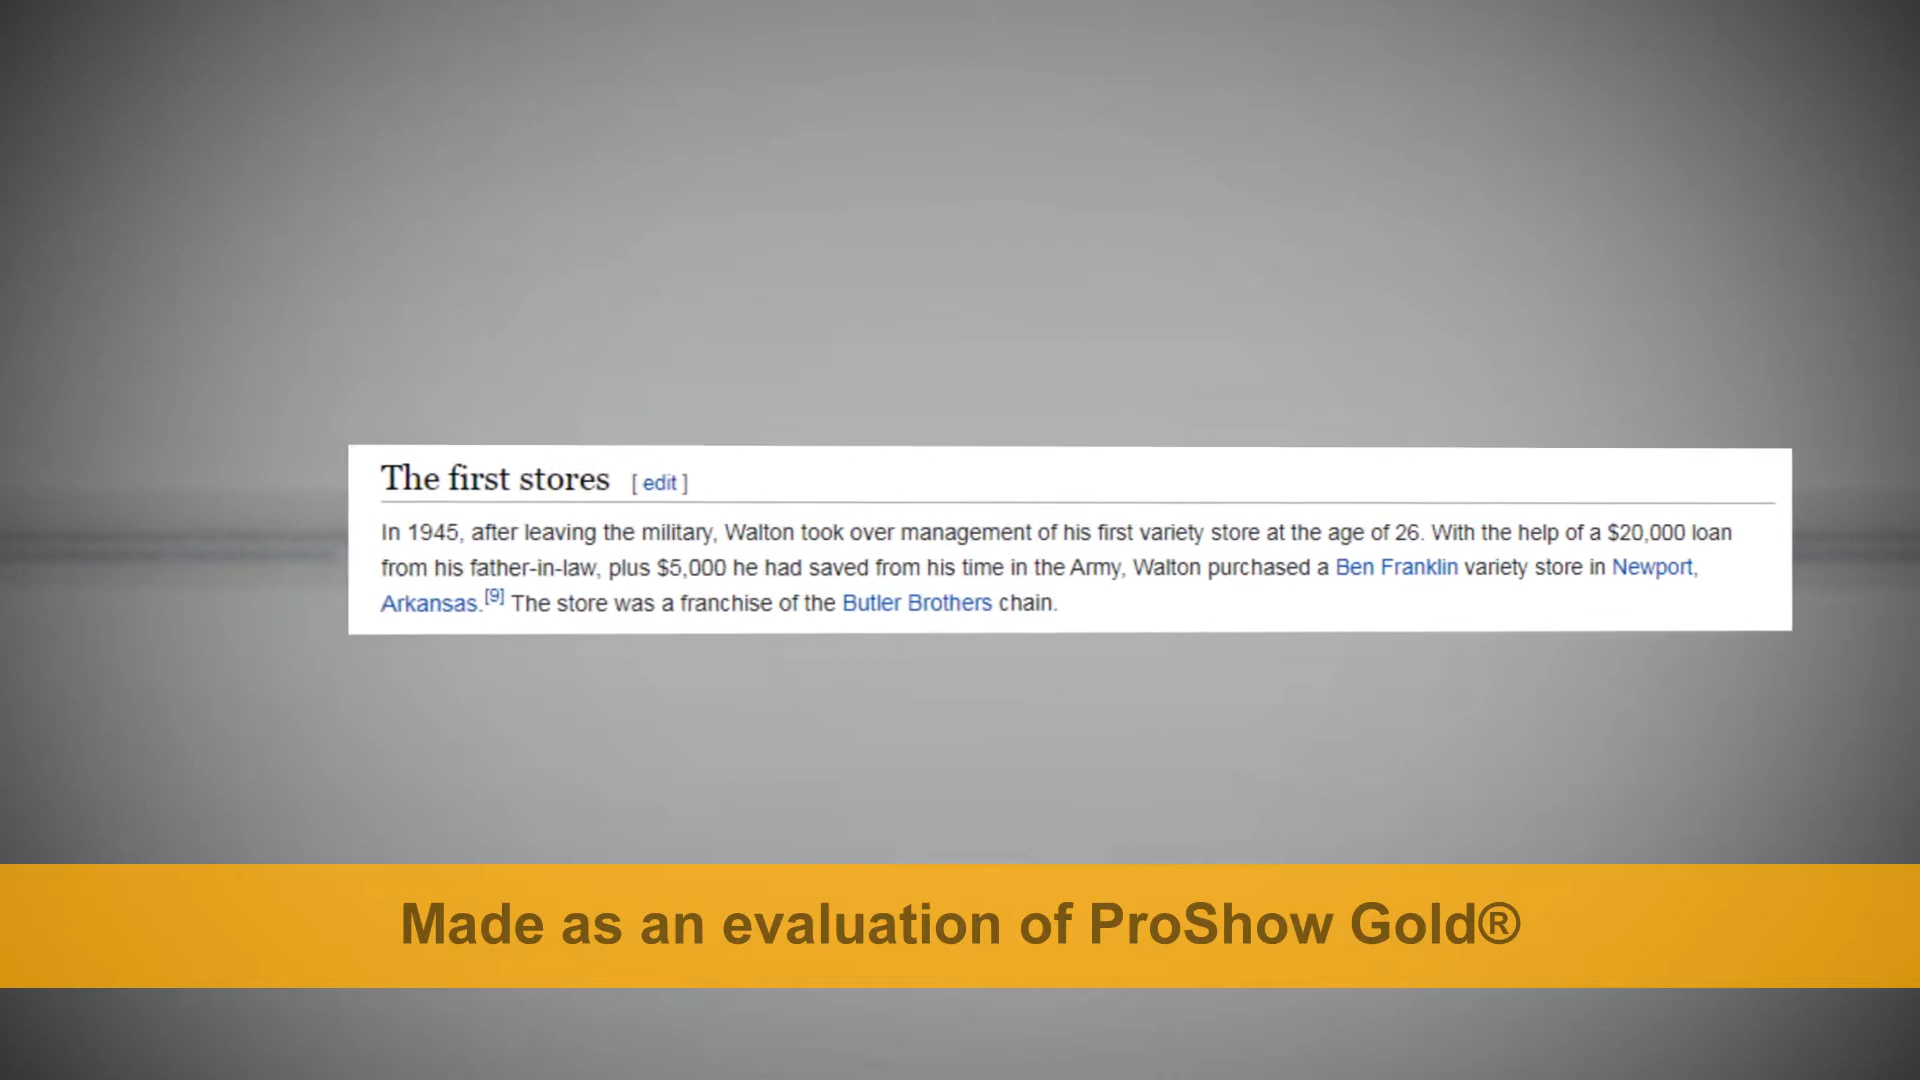 The first stores [ edit ]
In 1945, after leaving the military, Walton took over management of his first variety store at the age of 26. With the help of a $20,000 loan
from his father-in-law, plus $5,000 he had saved from his time in the Army, Walton purchased a Ben Franklin variety store in Newport,
Arkansas.[9] The store was a franchise of the Butler Brothers chain.
Made as an evaluation of ProShow Gold®